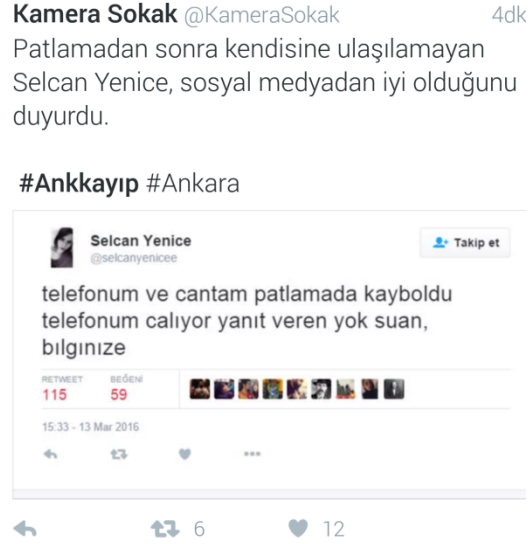 Kamera Sokak @KameraSokak 4dk
Patlamadan sonra kendisine ulaşılamayan
Selcan Yenice, sosyal medyadan iyi olduğunu
duyurdu.
#Ankkayıp #Ankara
Selcan Yenice
@selcanyenicee
Takip et
telefonum ve cantam patlamada kayboldu
telefonum calıyor yanıt veren yok suan,
bılgınıze
RETWEET BEĞENİ
115 59
15:33 - 13 Mar 2016
6 12